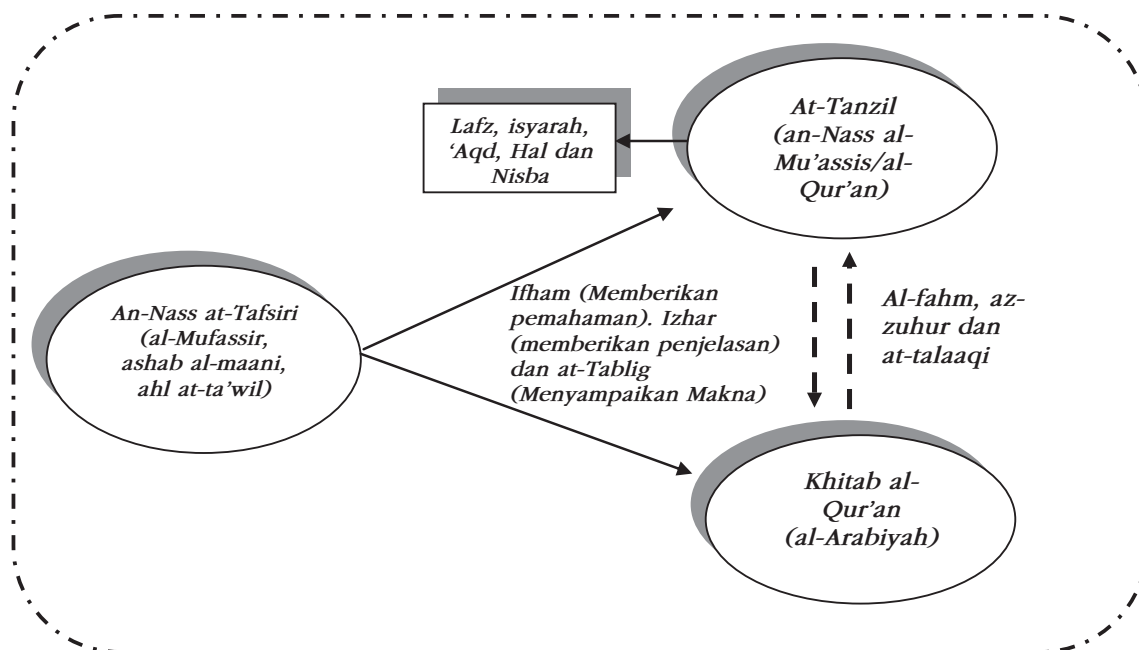 Lafz, isyarah,
‘Aqd, Hal dan
Nisba
At-Tanzil
(an-Nass al-
Mu’assis/al-
Qur’an)
An-Nass at-Tafsiri
(al-Mufassir,
ashab al-maani,
ahl at-ta’wil)
Ifham (Memberikan
pemahaman). Izhar
(memberikan penjelasan)
dan at-Tablig
(Menyampaikan Makna)
Al-fahm, az-
zuhur dan
at-talaaqi
Khitab al-
Qur’an
(al-Arabiyah)